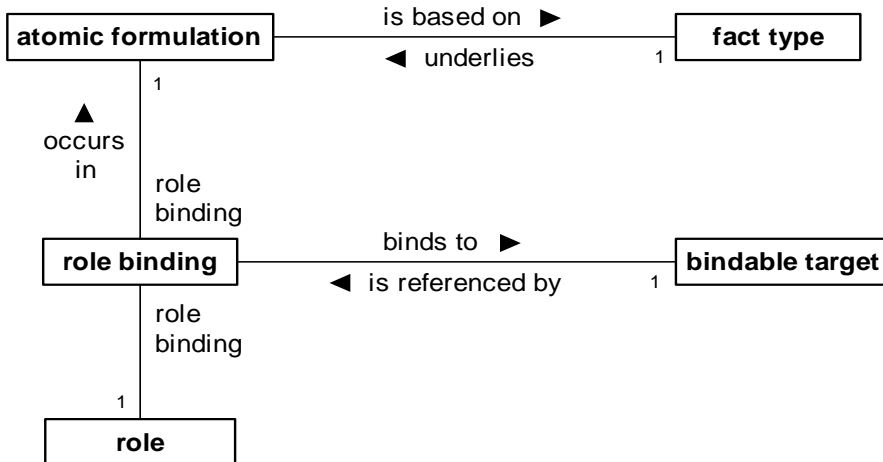 is based on ►
atomic formulation
fact type
◄ underlies
1
1
▲
occurs
in
role
binding
binds to ►
role binding
bindable target
◄ is referenced by
1
role
binding
1
role